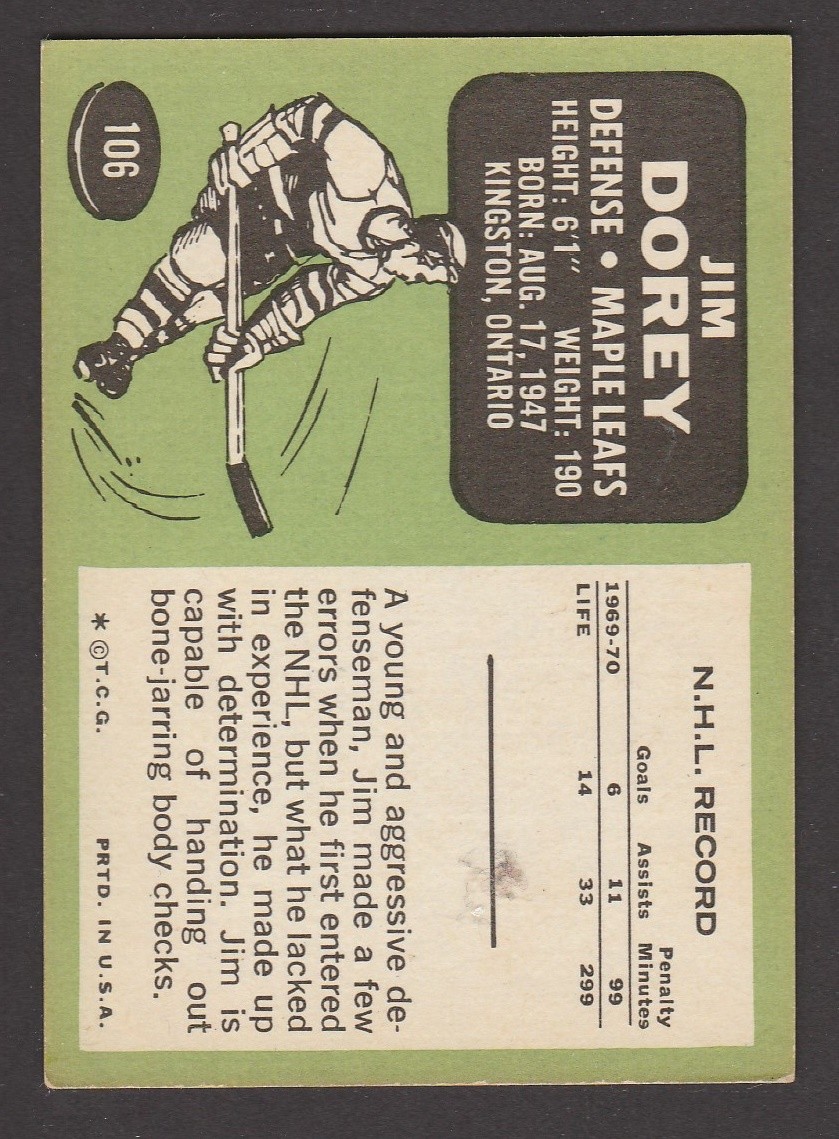 106
JIM
DOREY
DEFENSE • MAPLE LEAFS
HEIGHT: 6'1" WEIGHT: 190
BORN: AUG. 17, 1947
KINGSTON, ONTARIO
N.H.L. RECORD
Goals Assists Penalty Minutes
1969-70 6 11 99
LIFE 14 33 299
A young and aggressive de-
fenseman, Jim made a few
errors when he first entered
the NHL, but what he lacked
in experience, he made up
with determination. Jim is
capable of handing out
bone-jarring body checks.
* ©T.C.G. PRTD. IN U.S.A.